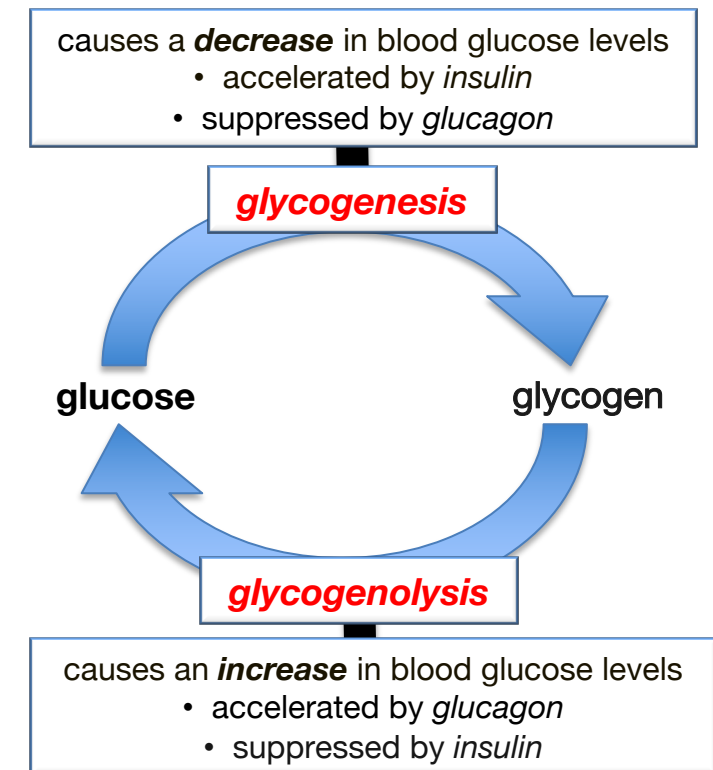 causes a decrease in blood glucose levels
• accelerated by insulin
• suppressed by glucagon
glycogenesis
glucose
glycogen
glycogenolysis
causes an increase in blood glucose levels
• accelerated by glucagon
• suppressed by insulin